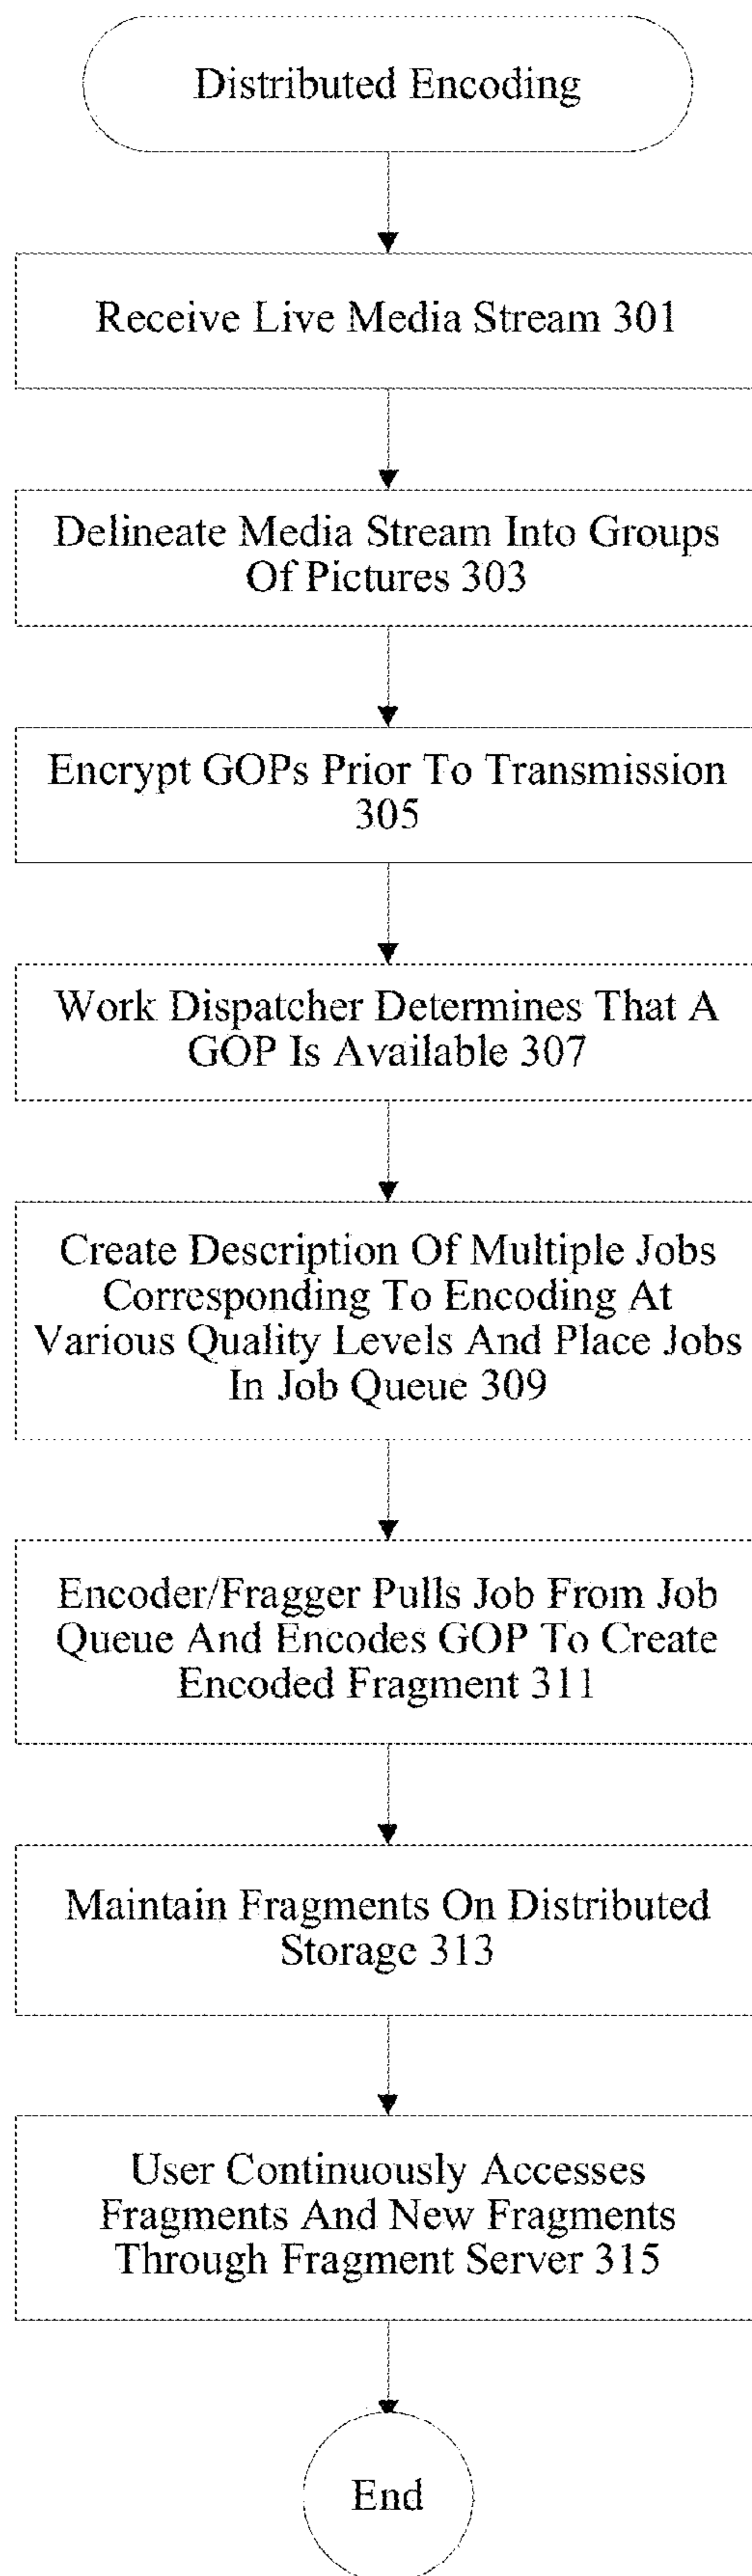 Distributed Encoding
Receive Live Media Stream 301
Delineate Media Stream Into Groups
Of Pictures 303
Encrypt GOPs Prior To Transmission
305
Work Dispatcher Determines That A
GOP Is Available 307
Create Description Of Multiple Jobs
Corresponding To Encoding At
Various Quality Levels And Place Jobs
In Job Queue 309
Encoder/Fragger Pulls Job From Job
Queue And Encodes GOP To Create
Encoded Fragment 311
Maintain Fragments On Distributed
Storage 313
User Continuously Accesses
Fragments And New Fragments
Through Fragment Server 315
End